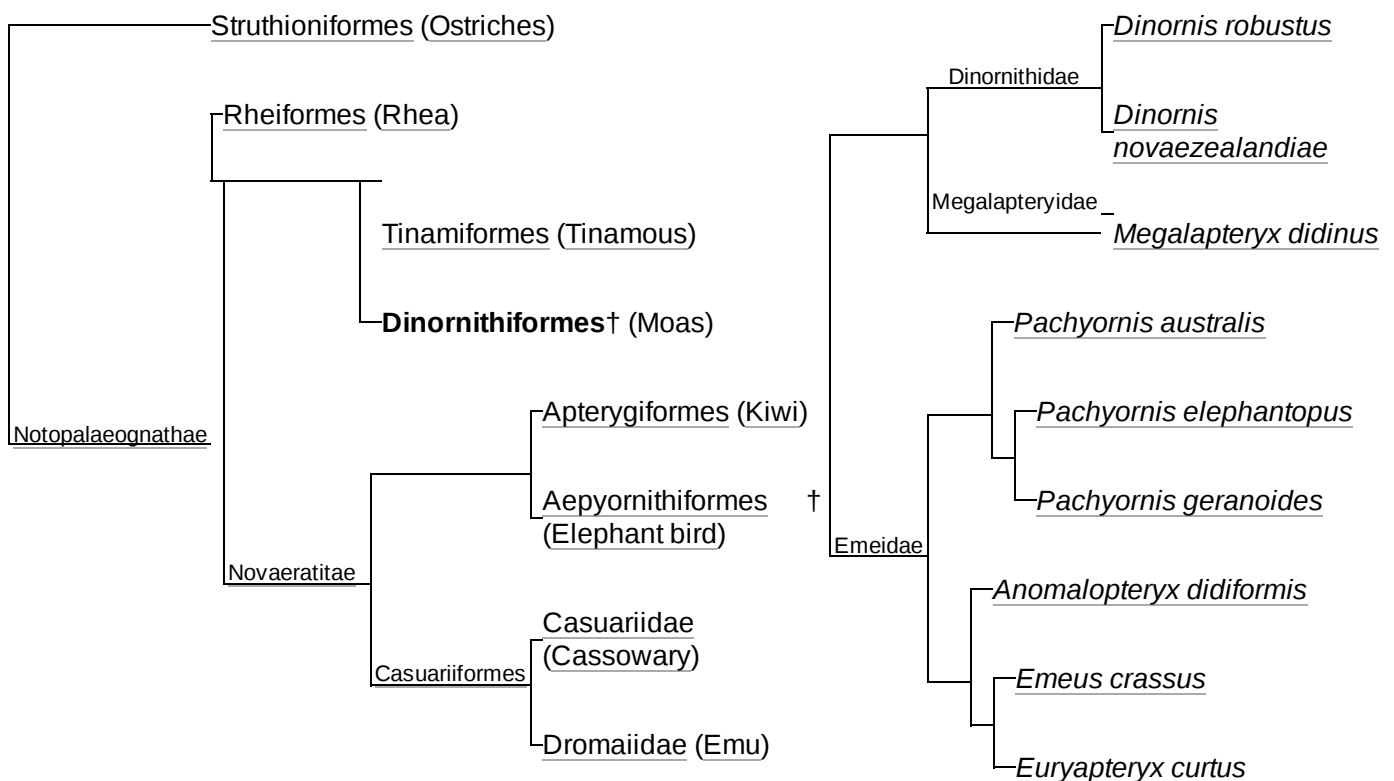 Struthioniformes (Ostriches)
Rheiformes (Rhea)
Tinamiformes (Tinamous)
Dinornithiformes† (Moas)
Notopalaeognathae
Apterygiformes (Kiwi)
Aepyornithiformes
(Elephant bird)
Novaeratitae
Casuariidae
(Cassowary)
Casuariiformes
Dromaiidae (Emu)
†
Dinornithidae
Dinornis robustus
Dinornis
novaezealandiae
Megalapteryidae
Megalapteryx didinus
Emeidae
Pachyornis australis
Pachyornis elephantopus
Pachyornis geranoides
Anomalopteryx didiformis
Emeus crassus
Euryapteryx curtus